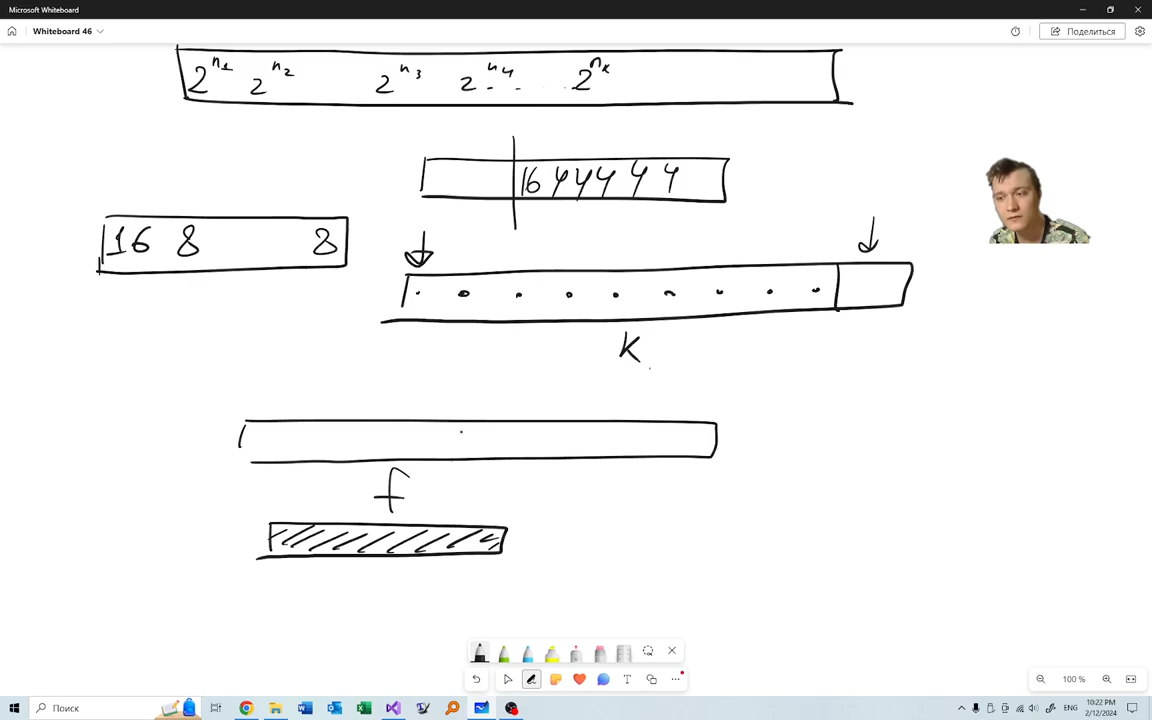 Microsoft Whiteboard
Whiteboard 46
Поделиться
2^n1 2^n2 2^n3 2^n4 . . . . 2^nk
16 4 4 4 4 4
16 8 8
K
f
100 %
Поиск
ENG
10:22 PM
2/12/2024